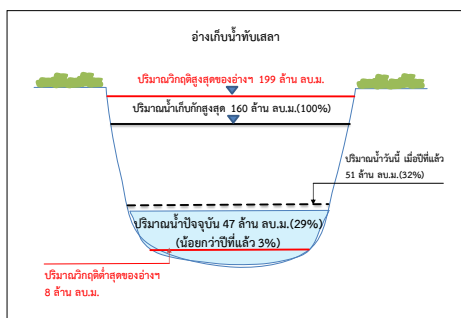 อ่างเก็บน้ำทับเสลา
ปริมาณวิกฤติสูงสุดของอ่างฯ 199 ล้าน ลบ.ม.
ปริมาณน้ำเก็บกักสูงสุด 160 ล้าน ลบ.ม.(100%)
ปริมาณน้ำวันนี้ เมื่อปีที่แล้ว
51 ล้าน ลบ.ม.(32%)
ปริมาณน้ำปัจจุบัน 47 ล้าน ลบ.ม.(29%)
(น้อยกว่าปีที่แล้ว 3%)
ปริมาณวิกฤติต่ำสุดของอ่างฯ
8 ล้าน ลบ.ม.